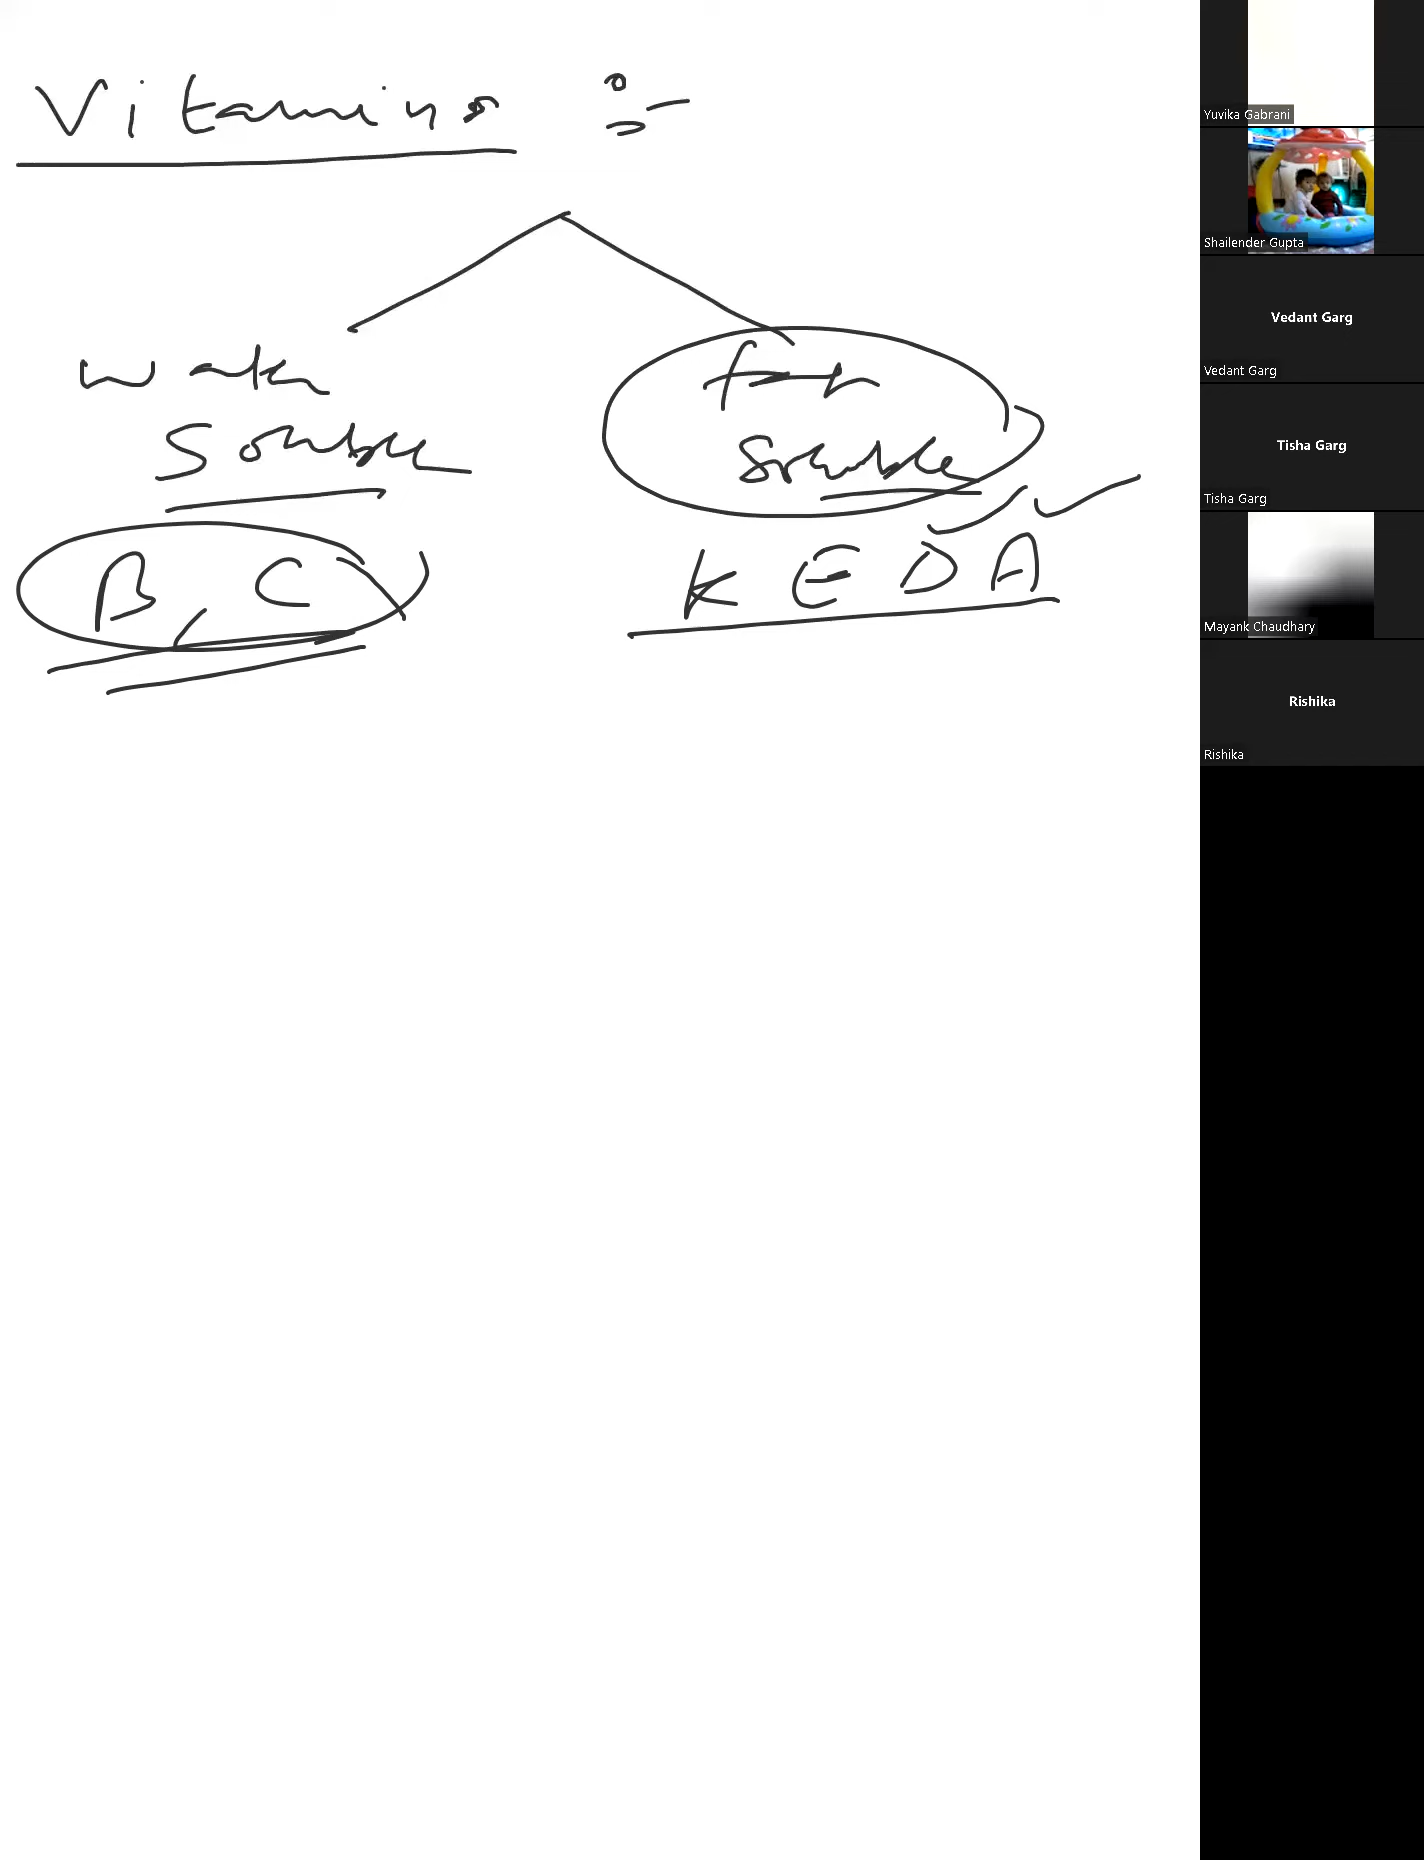 Vitamins :-
Water
Soluble
fat
Soluble
B, C
K E D A
Yuvika Gabrani
Shailender Gupta
Vedant Garg
Vedant Garg
Tisha Garg
Tisha Garg
Mayank Chaudhary
Rishika
Rishika